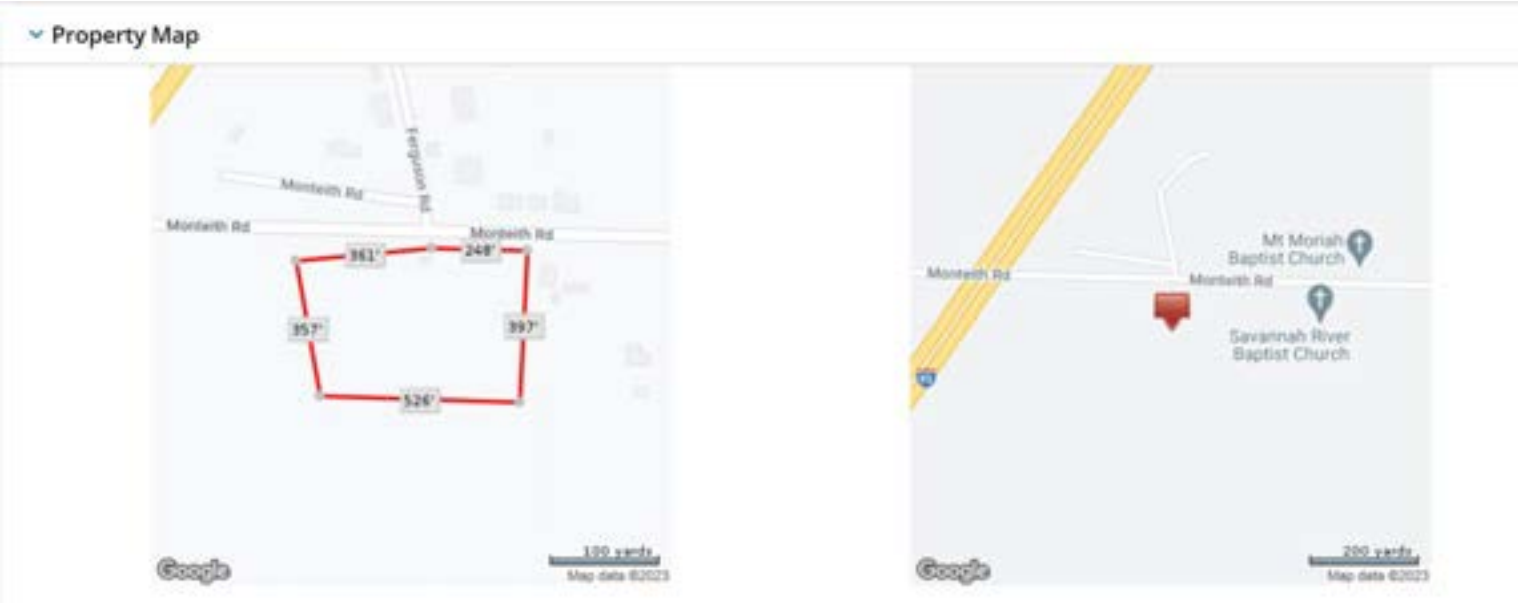 Property Map
Ferguson Rd
Monteith Rd
Monteith Rd
Monteith Rd
361'
248'
357'
397'
526'
Google
100 yards
Map data ©2023
Mt Moriah
Baptist Church
Monteith Rd
Monteith Rd
Savannah River
Baptist Church
95
Google
200 yards
Map data ©2023